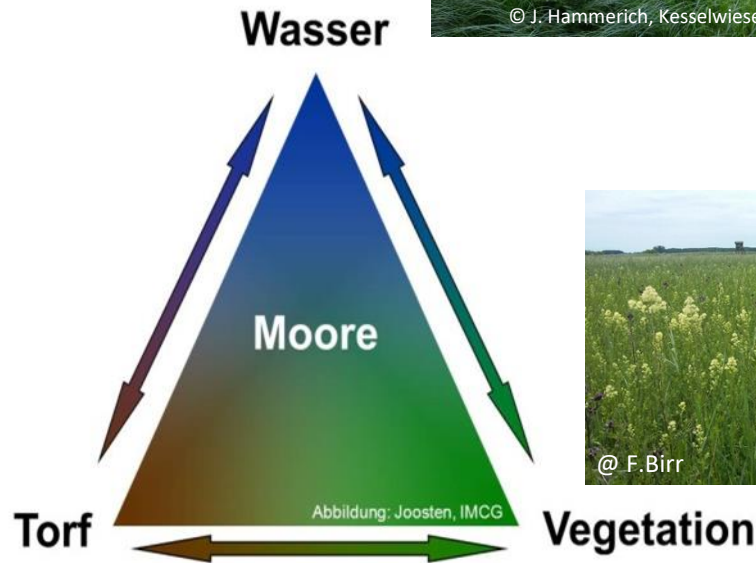 © J. Hammerich, Kesselwiese
Wasser
Moore
@ F.Birr
Abbildung: Joosten, IMCG
Torf
Vegetation